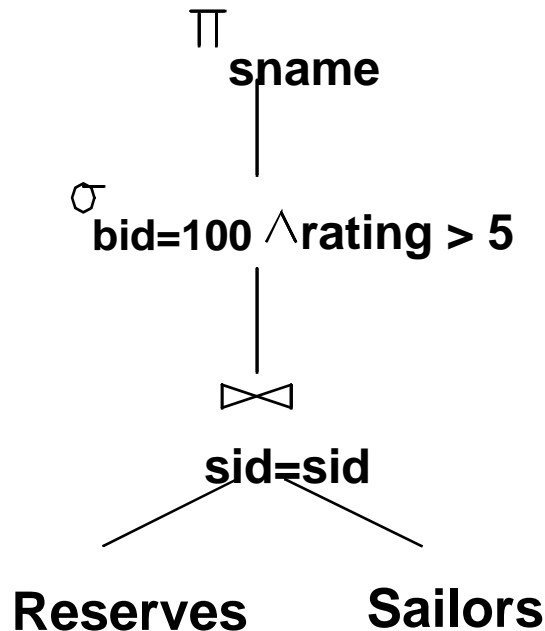 π
sname
σ
bid=100 ∧ rating > 5
⋈
sid=sid
Reserves Sailors